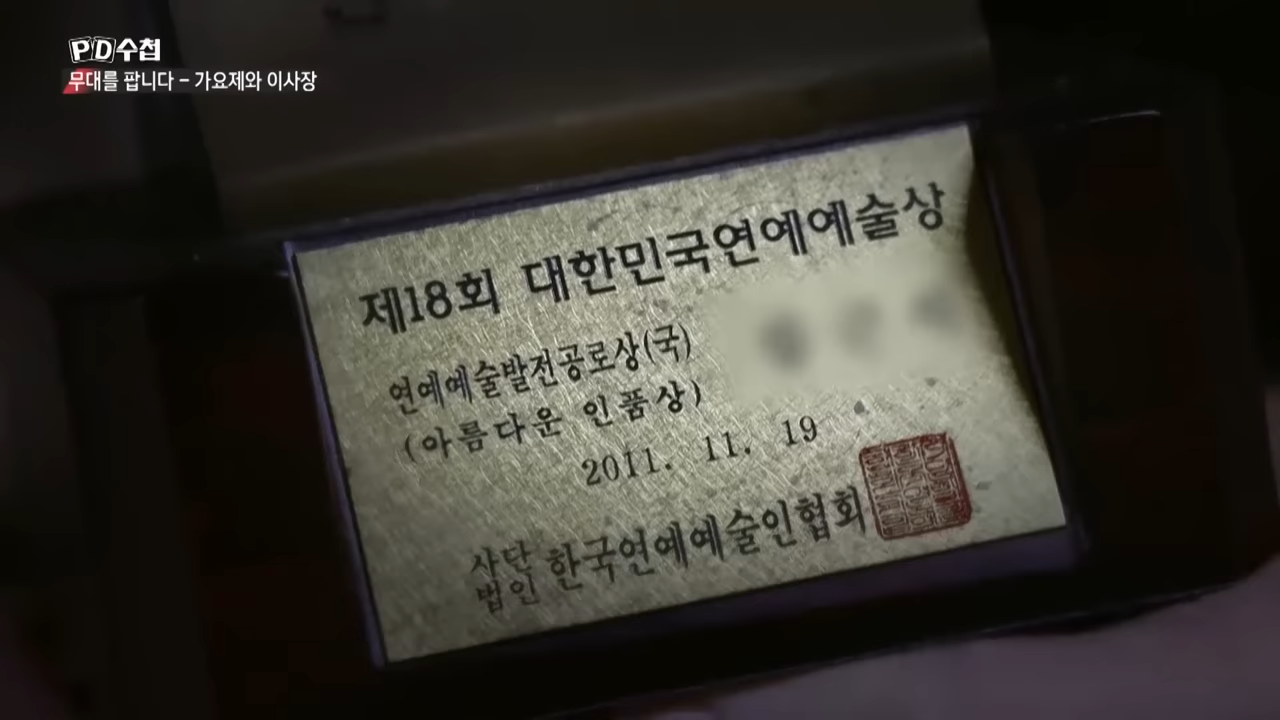 PD수첩
무대를 팝니다 - 가요제와 이사장
제18회 대한민국연예예술상
연예예술발전공로상(국)
(아름다운 인품상)
2011. 11. 19
사단
법인 한국연예예술인협회